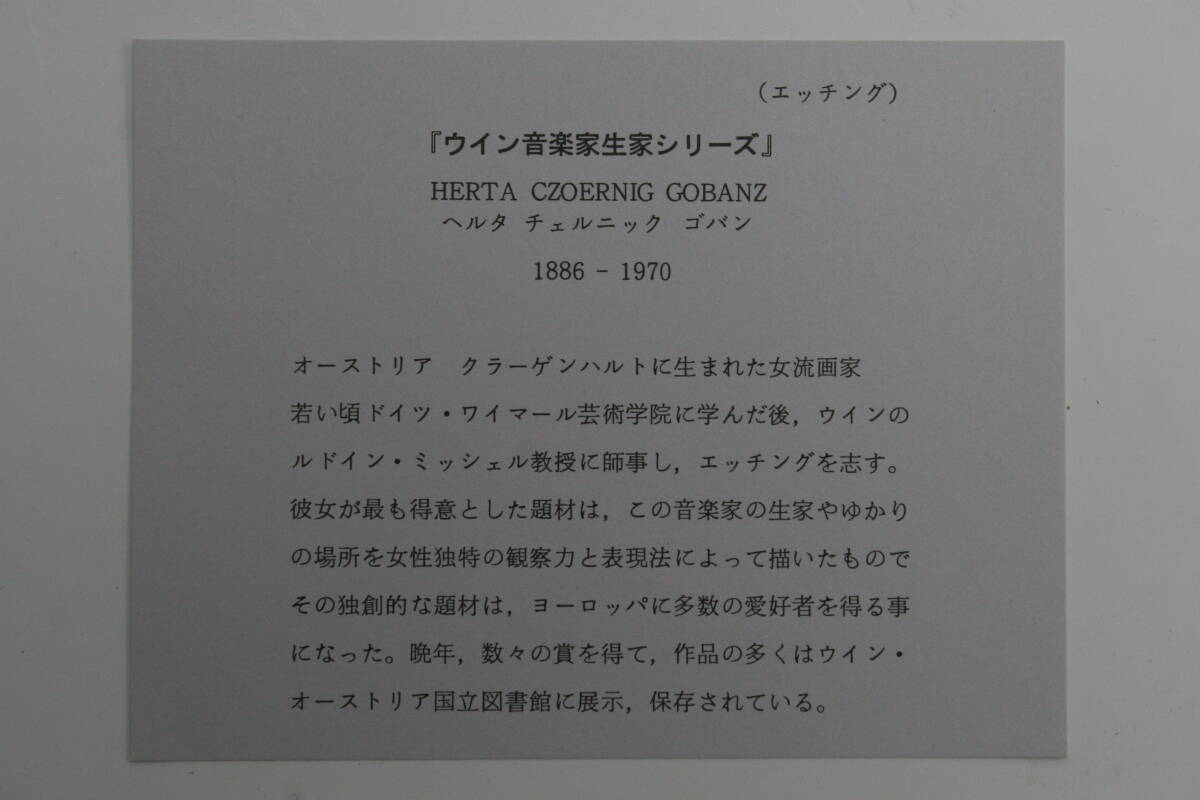 （エッチング）
『ウイン音楽家生家シリーズ』
HERTA CZOERNIG GOBANZ
ヘルタ チェルニック ゴバン
1886 - 1970
オーストリア　クラーゲンハルトに生まれた女流画家
若い頃ドイツ・ワイマール芸術学院に学んだ後，ウインの
ルドイン・ミッシェル教授に師事し，エッチングを志す。
彼女が最も得意とした題材は，この音楽家の生家やゆかり
の場所を女性独特の観察力と表現法によって描いたもので
その独創的な題材は，ヨーロッパに多数の愛好者を得る事
になった。晩年，数々の賞を得て，作品の多くはウイン・
オーストリア国立図書館に展示，保存されている。